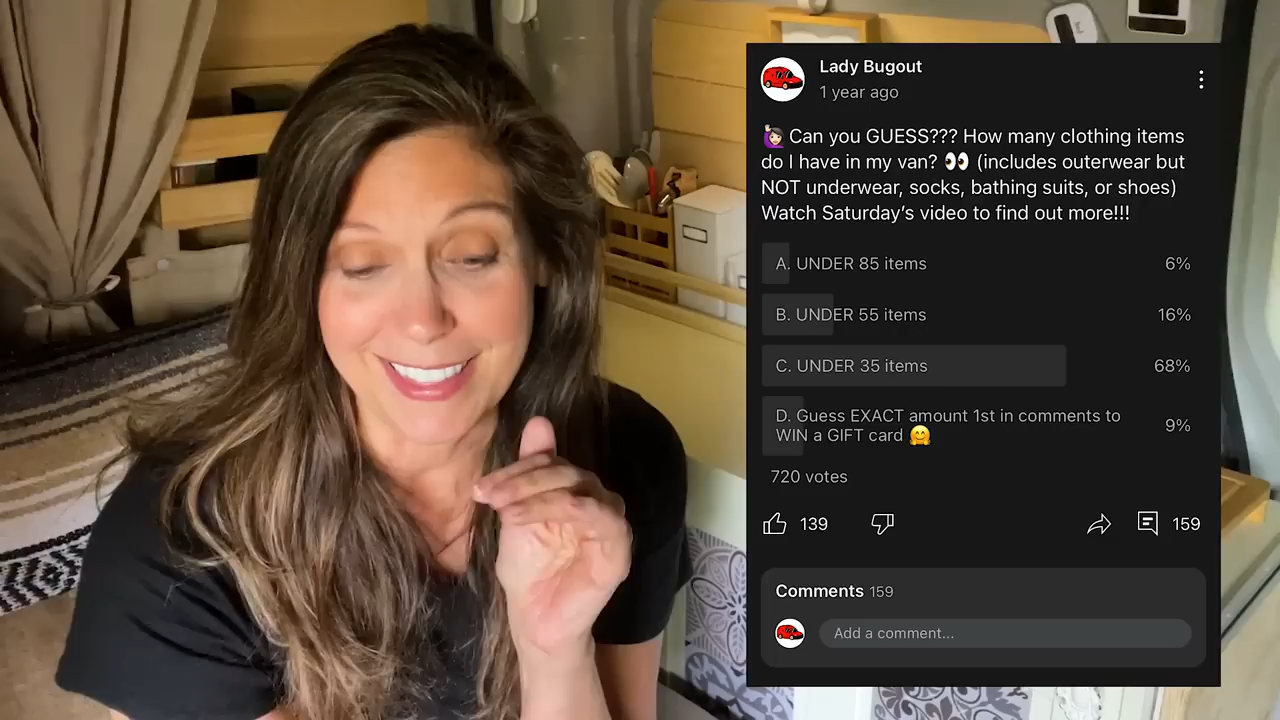 Lady Bugout
1 year ago
🙋🏻‍♀️Can you GUESS??? How many clothing items
do I have in my van? 👀 (includes outerwear but
NOT underwear, socks, bathing suits, or shoes)
Watch Saturday's video to find out more!!!
A. UNDER 85 items 6%
B. UNDER 55 items 16%
C. UNDER 35 items 68%
D. Guess EXACT amount 1st in comments to
WIN a GIFT card 🤗 9%
720 votes
139 159
Comments 159
Add a comment...